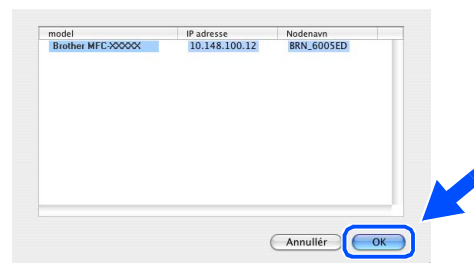 model IP adresse Nodenavn
Brother MFC-XXXXX 10.148.100.12 BRN_6005ED
Annullér OK